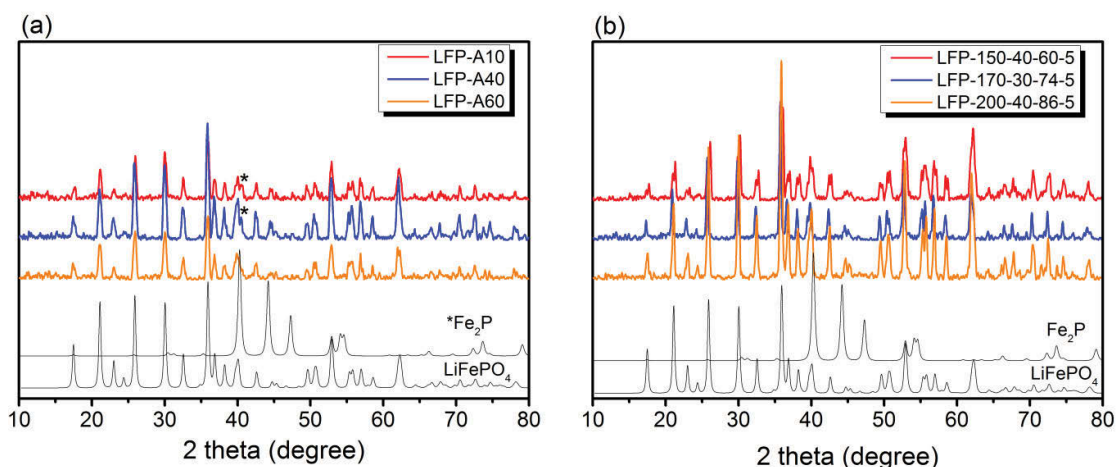 (a)
LFP-A10
LFP-A40
LFP-A60
*
*
*Fe₂P
LiFePO₄
10 20 30 40 50 60 70 80
2 theta (degree)
(b)
LFP-150-40-60-5
LFP-170-30-74-5
LFP-200-40-86-5
Fe₂P
LiFePO₄
10 20 30 40 50 60 70 80
2 theta (degree)